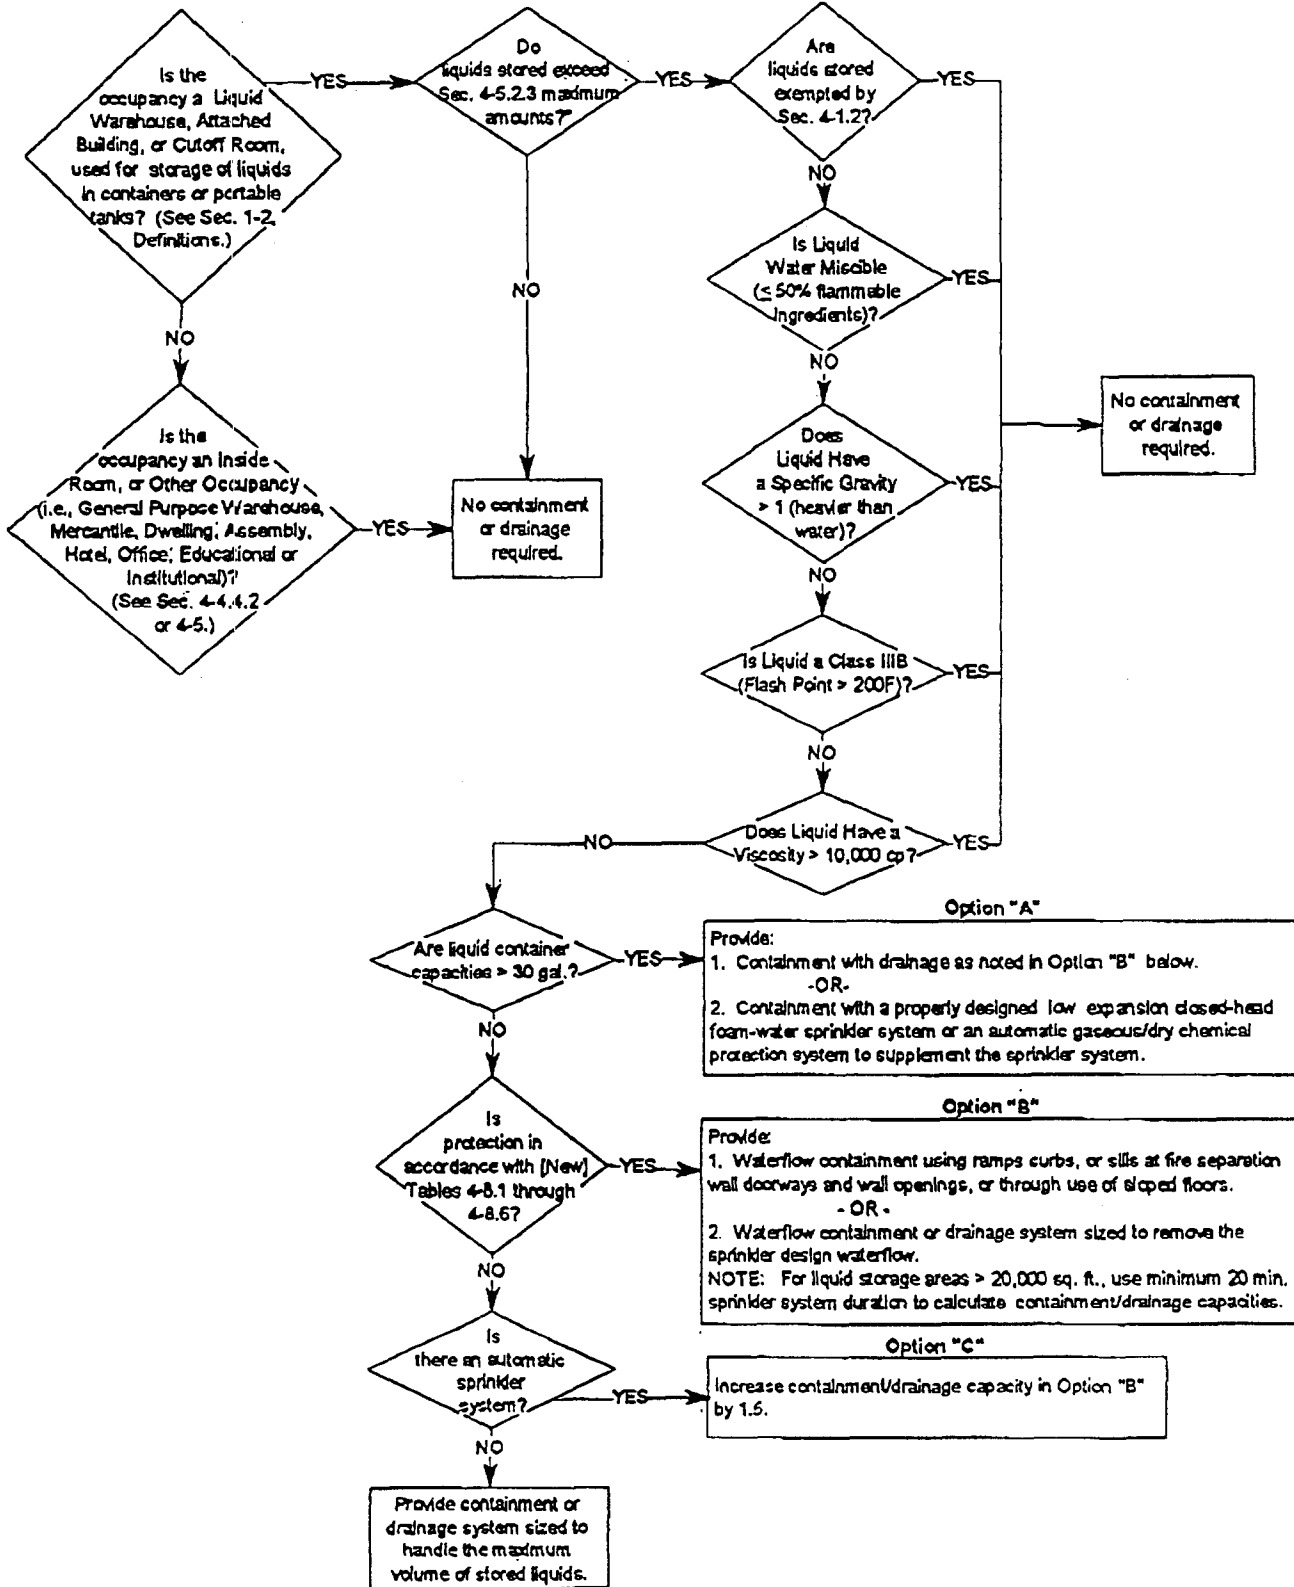 Is the
occupancy a Liquid
Warehouse, Attached
Building, or Cutoff Room,
used for storage of liquids
in containers or portable
tanks? (See Sec. 1-2,
Definitions.)
YES
Do
liquids stored exceed
Sec. 4-5.2.3 maximum
amounts?"
YES
Are
liquids stored
exempted by
Sec. 4-1.2?
YES
NO
NO
NO
Is Liquid
Water Miscible
(≤ 50% flammable
ingredients)?
YES
NO
Is the
occupancy an Inside
Room, or Other Occupancy
(i.e., General Purpose Warehouse,
Mercantile, Dwelling, Assembly,
Hotel, Office, Educational or
Institutional)?
(See Sec. 4-4.4.2
or 4-5.)
YES
No containment
or drainage
required.
Does
Liquid Have
a Specific Gravity
> 1 (heavier than
water)?
YES
No containment
or drainage
required.
NO
Is Liquid a Class IIIB
(Flash Point > 200F)?
YES
NO
Does Liquid Have a
Viscosity > 10,000 cp?
YES
NO
Are liquid container
capacities > 30 gal.?
YES
Option "A"
Provide:
1. Containment with drainage as noted in Option "B" below.
-OR-
2. Containment with a properly designed low expansion closed-head
foam-water sprinkler system or an automatic gaseous/dry chemical
protection system to supplement the sprinkler system.
NO
Is
protection in
accordance with [New]
Tables 4-8.1 through
4-8.6?
YES
Option "B"
Provide:
1. Waterflow containment using ramps curbs, or sills at fire separation
wall doorways and wall openings, or through use of sloped floors.
- OR -
2. Waterflow containment or drainage system sized to remove the
sprinkler design waterflow.
NOTE: For liquid storage areas > 20,000 sq. ft., use minimum 20 min.
sprinkler system duration to calculate containment/drainage capacities.
NO
Is
there an automatic
sprinkler
system?
YES
Option "C"
Increase containment/drainage capacity in Option "B"
by 1.5.
NO
Provide containment or
drainage system sized to
handle the maximum
volume of stored liquids.